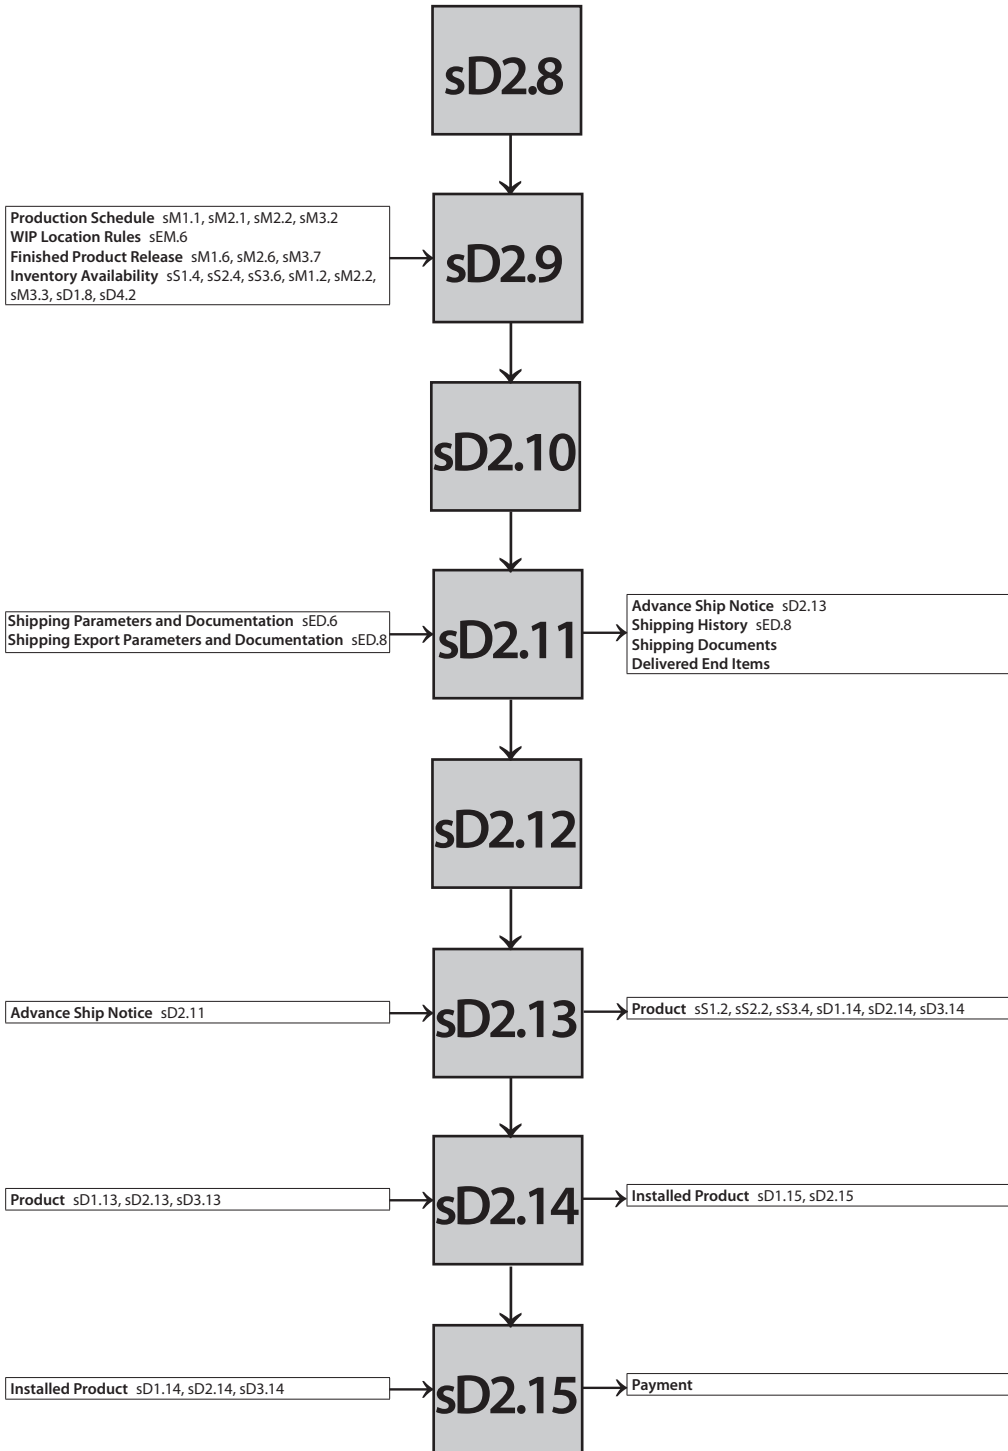 sD2.8
Production Schedule sM1.1, sM2.1, sM2.2, sM3.2
WIP Location Rules sEM.6
Finished Product Release sM1.6, sM2.6, sM3.7
Inventory Availability sS1.4, sS2.4, sS3.6, sM1.2, sM2.2,
sM3.3, sD1.8, sD4.2
sD2.9
sD2.10
Shipping Parameters and Documentation sED.6
Shipping Export Parameters and Documentation sED.8
sD2.11
Advance Ship Notice sD2.13
Shipping History sED.8
Shipping Documents
Delivered End Items
sD2.12
Advance Ship Notice sD2.11
sD2.13
Product sS1.2, sS2.2, sS3.4, sD1.14, sD2.14, sD3.14
Product sD1.13, sD2.13, sD3.13
sD2.14
Installed Product sD1.15, sD2.15
Installed Product sD1.14, sD2.14, sD3.14
sD2.15
Payment